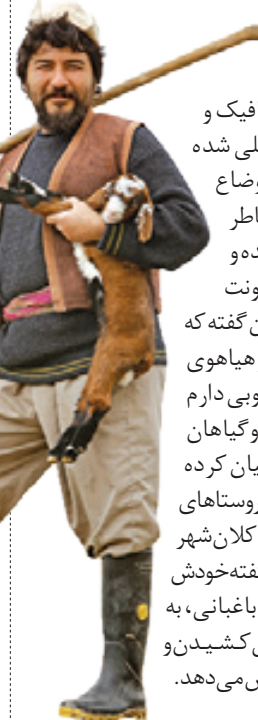 فیک و
لی شده
وضاع
اطر
ده‌و
ونت
ن گفته که
هیاهوی
وبی دارم
و گیاهان
یان کرده
روستاهای
کلان‌شهر
فته‌خودش
باغبانی، به
کشیدن‌و
س می‌دهد.